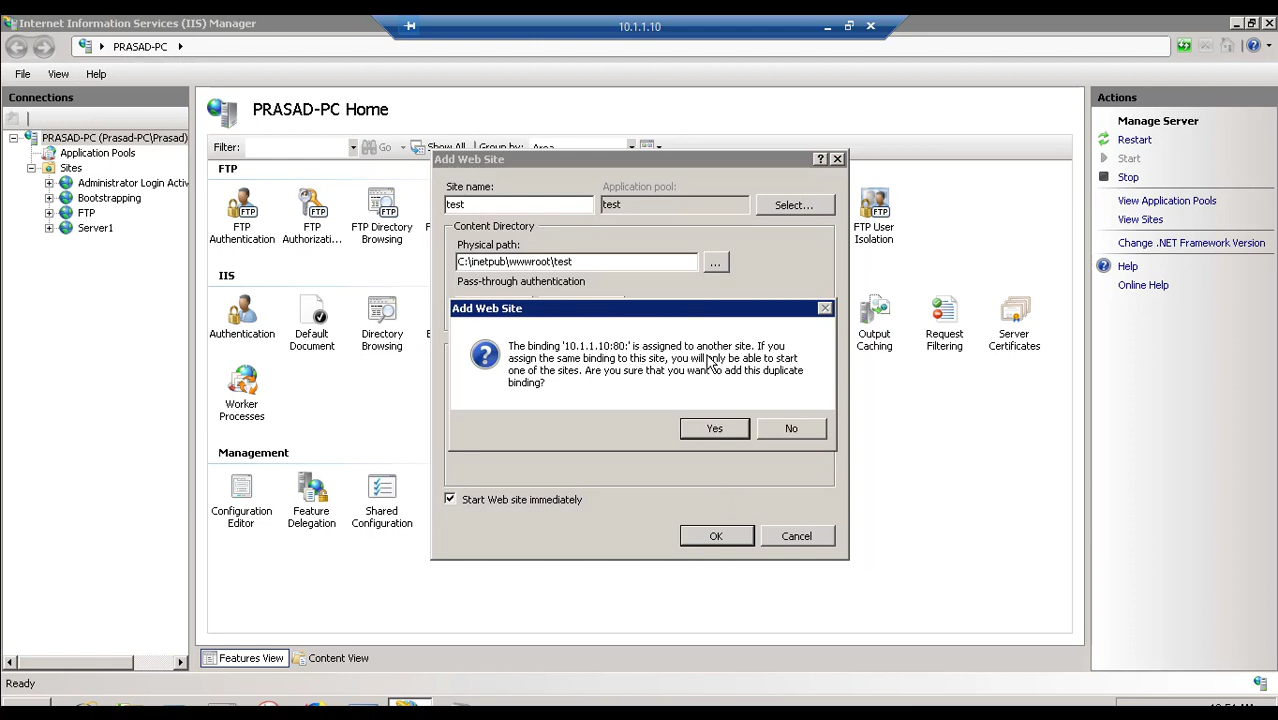 Internet Information Services (IIS) Manager
10.1.1.10
PRASAD-PC
File View Help
Connections
PRASAD-PC (Prasad-PC\Prasad)
Application Pools
Sites
Administrator Login Activ
Bootstrapping
FTP
Server1
PRASAD-PC Home
Filter: Go Show All Group by: Area
FTP
FTP Authentication
FTP Authorizati...
FTP Directory Browsing
FTP User Isolation
IIS
Authentication
Default Document
Directory Browsing
Output Caching
Request Filtering
Server Certificates
Worker Processes
Management
Configuration Editor
Feature Delegation
Shared Configuration
Add Web Site
Site name:
Application pool:
test
test
Select...
Content Directory
Physical path:
C:\inetpub\wwwroot\test
...
Pass-through authentication
Add Web Site
The binding '10.1.1.10:80:' is assigned to another site. If you
assign the same binding to this site, you will only be able to start
one of the sites. Are you sure that you want to add this duplicate
binding?
Yes No
Start Web site immediately
OK Cancel
Actions
Manage Server
Restart
Start
Stop
View Application Pools
View Sites
Change .NET Framework Version
Help
Online Help
Features View Content View
Ready